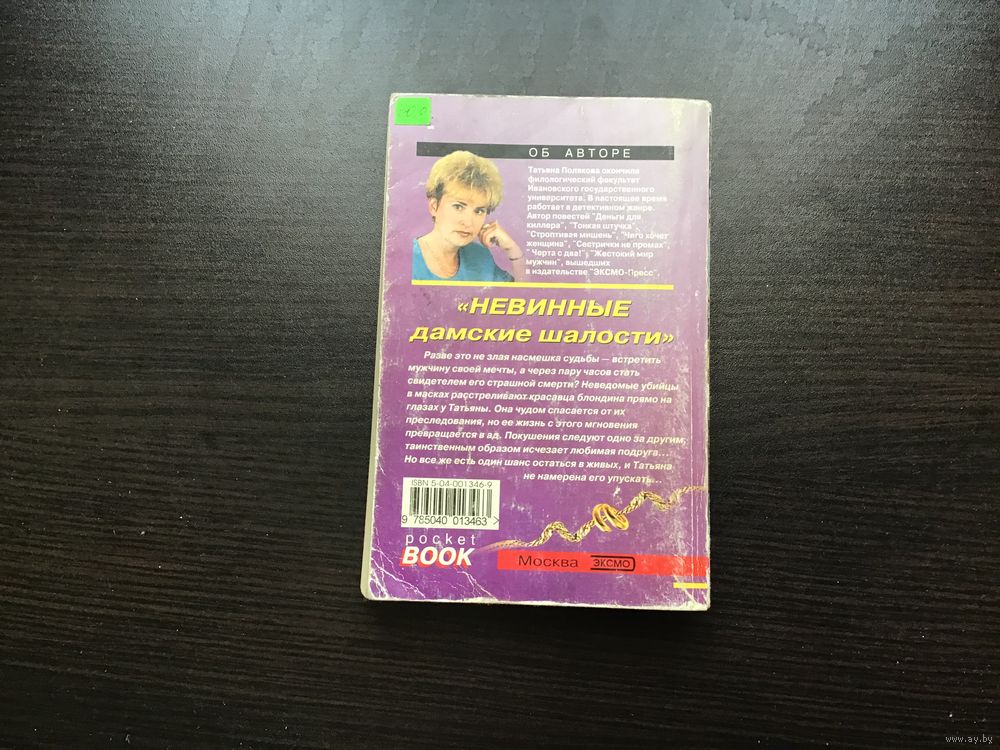 ОБ АВТОРЕ
Татьяна Полякова окончила
филологический факультет
Ивановского государственного
университета. В настоящее время
работает в детективном жанре.
Автор повестей "Деньги для
киллера", "Тонкая штучка",
"Строптивая мишень", "Чего хочет
женщина", "Сестрички не промах",
" Черта с два!", "Жестокий мир
мужчин", вышедших
в издательстве "ЭКСМО-Пресс".
«НЕВИННЫЕ
дамские шалости»
Разве это не злая насмешка судьбы — встретить
мужчину своей мечты, а через пару часов стать
свидетелем его страшной смерти? Неведомые убийцы
в масках расстреливают красавца блондина прямо на
глазах у Татьяны. Она чудом спасается от их
преследования, но ее жизнь с этого мгновения
превращается в ад. Покушения следуют одно за другим,
таинственным образом исчезает любимая подруга...
Но все же есть один шанс остаться в живых, и Татьяна
не намерена его упускать...
ISBN 5-04-001346-9
9 785040 013463 >
pocket
BOOK
Москва ЭКСМО
www.ay.by